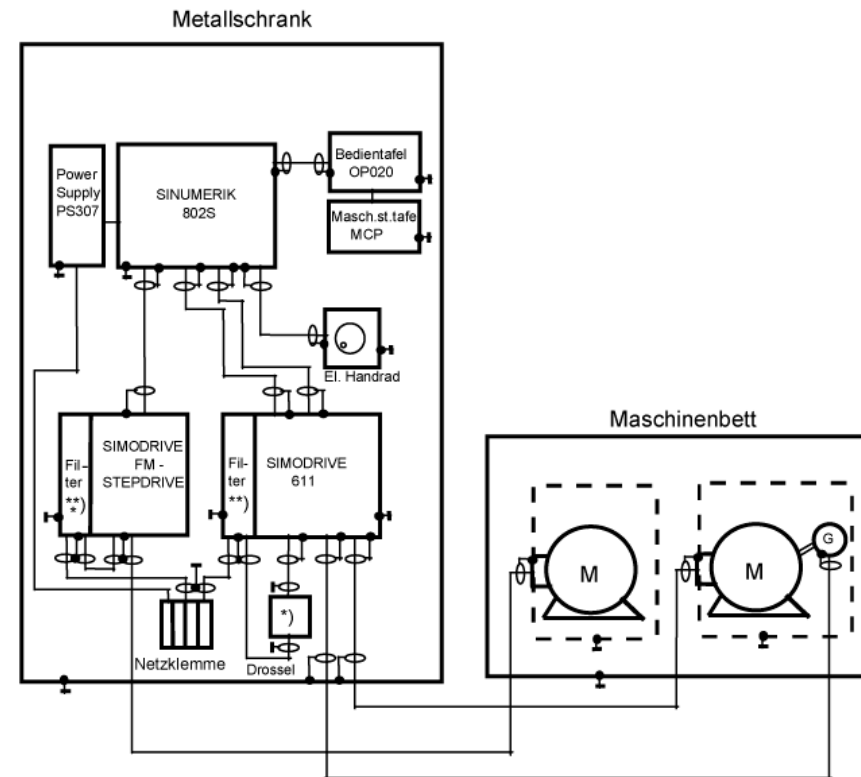 Metallschrank
Power
Supply
PS307
SINUMERIK
802S
Bedientafel
OP020
Masch.st.tafe
MCP
El. Handrad
Fil-
ter
**)
*
SIMODRIVE
FM -
STEPDRIVE
Fil-
ter
**)
SIMODRIVE
611
*)
Netzklemme
Drossel
Maschinenbett
M
M
G